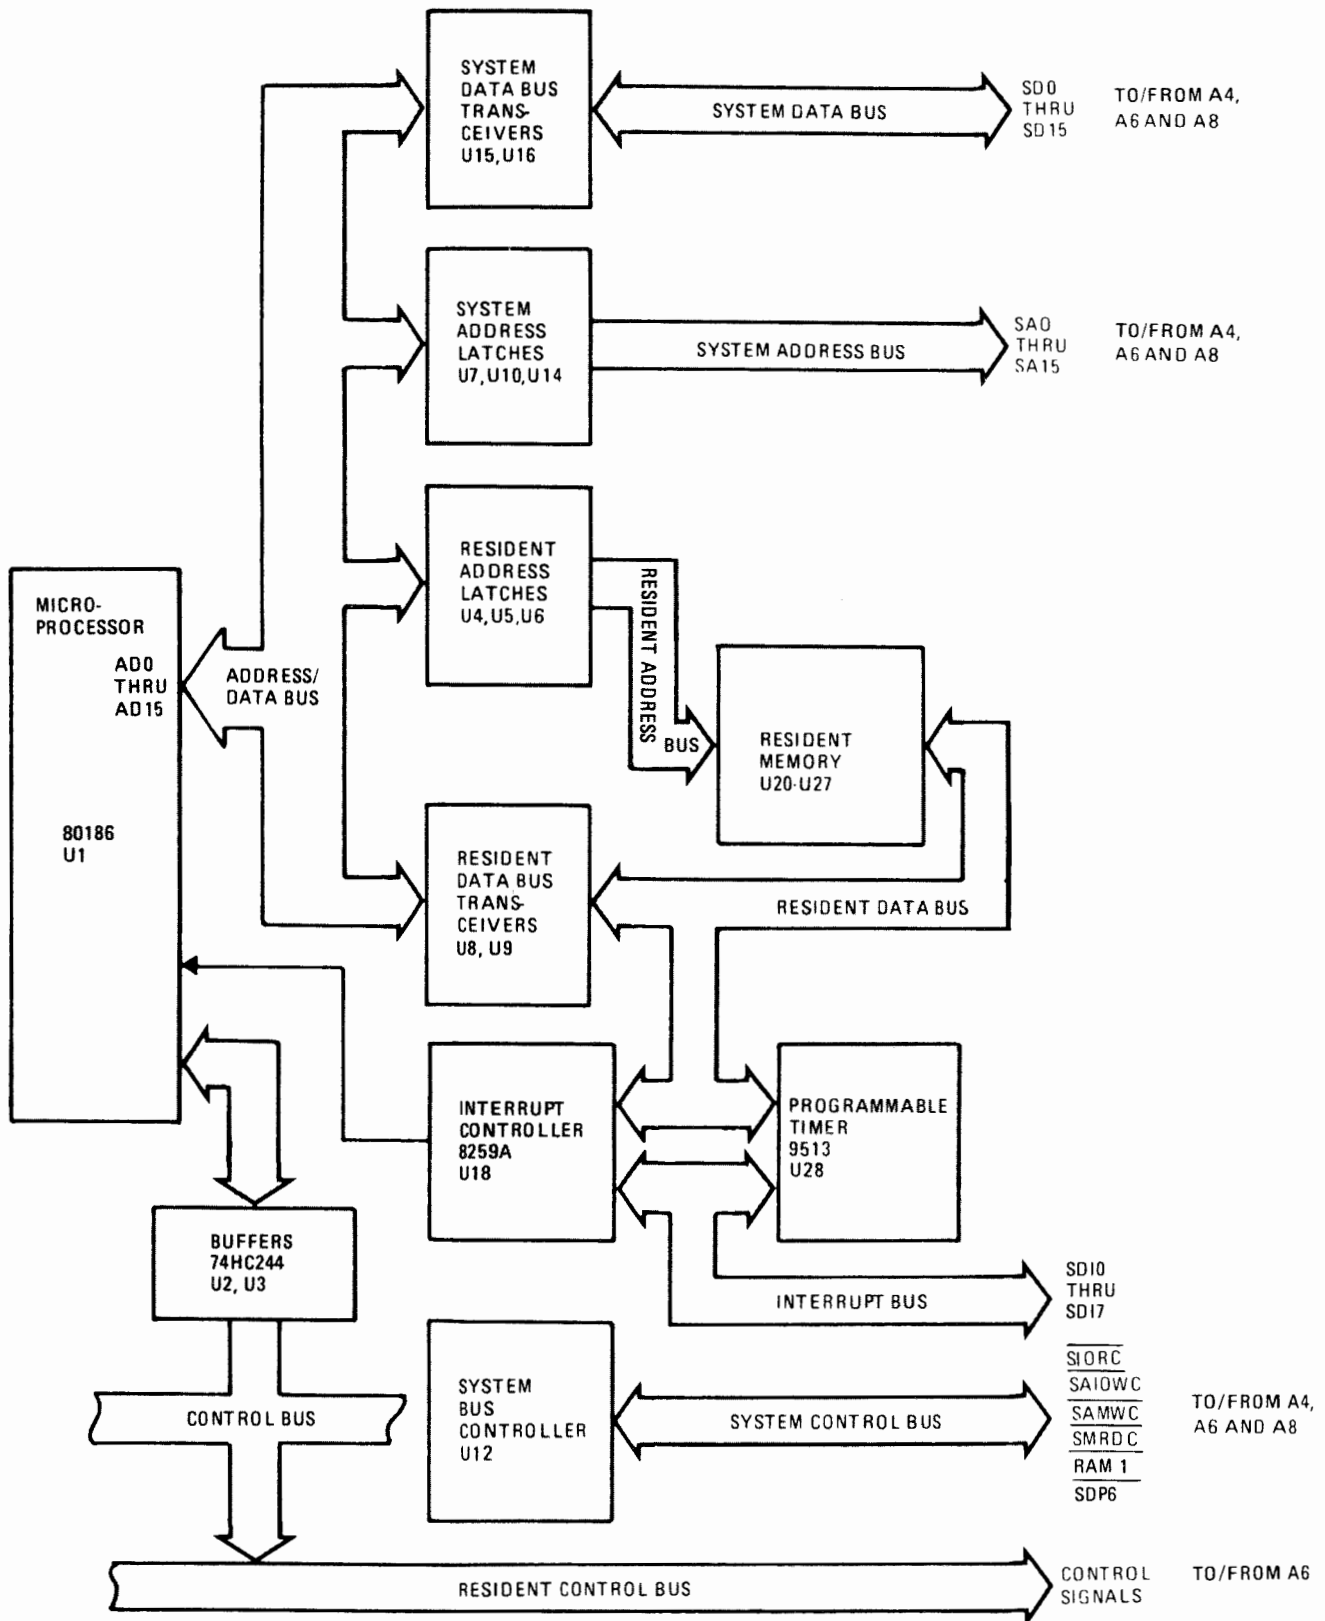 SYSTEM
DATA BUS
TRANS-
CEIVERS
U15, U16
SYSTEM DATA BUS
SD0
THRU
SD15
TO/FROM A4,
A6 AND A8
SYSTEM
ADDRESS
LATCHES
U7, U10, U14
SYSTEM ADDRESS BUS
SA0
THRU
SA15
TO/FROM A4,
A6 AND A8
RESIDENT
ADDRESS
LATCHES
U4, U5, U6
RESIDENT ADDRESS
BUS
MICRO-
PROCESSOR
AD0
THRU
AD15
80186
U1
ADDRESS/
DATA BUS
RESIDENT
MEMORY
U20-U27
RESIDENT
DATA BUS
TRANS-
CEIVERS
U8, U9
RESIDENT DATA BUS
INTERRUPT
CONTROLLER
8259A
U18
PROGRAMMABLE
TIMER
9513
U28
BUFFERS
74HC244
U2, U3
INTERRUPT BUS
SDI0
THRU
SDI7
CONTROL BUS
SYSTEM
BUS
CONTROLLER
U12
SYSTEM CONTROL BUS
SIORC
SAIOWC
SAMWC
SMRDC
RAM 1
SDP6
TO/FROM A4,
A6 AND A8
RESIDENT CONTROL BUS
CONTROL
SIGNALS
TO/FROM A6